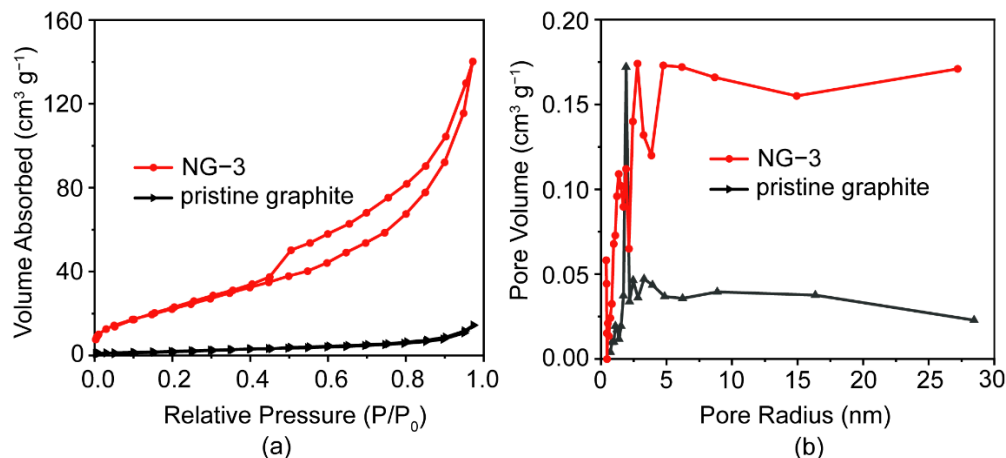 160
120
80
40
0
Volume Absorbed (cm³ g⁻¹)
NG−3
pristine graphite
0.0 0.2 0.4 0.6 0.8 1.0
Relative Pressure (P/P₀)
(a)
0.20
0.15
0.10
0.05
0.00
Pore Volume (cm³ g⁻¹)
NG−3
pristine graphite
0 5 10 15 20 25 30
Pore Radius (nm)
(b)